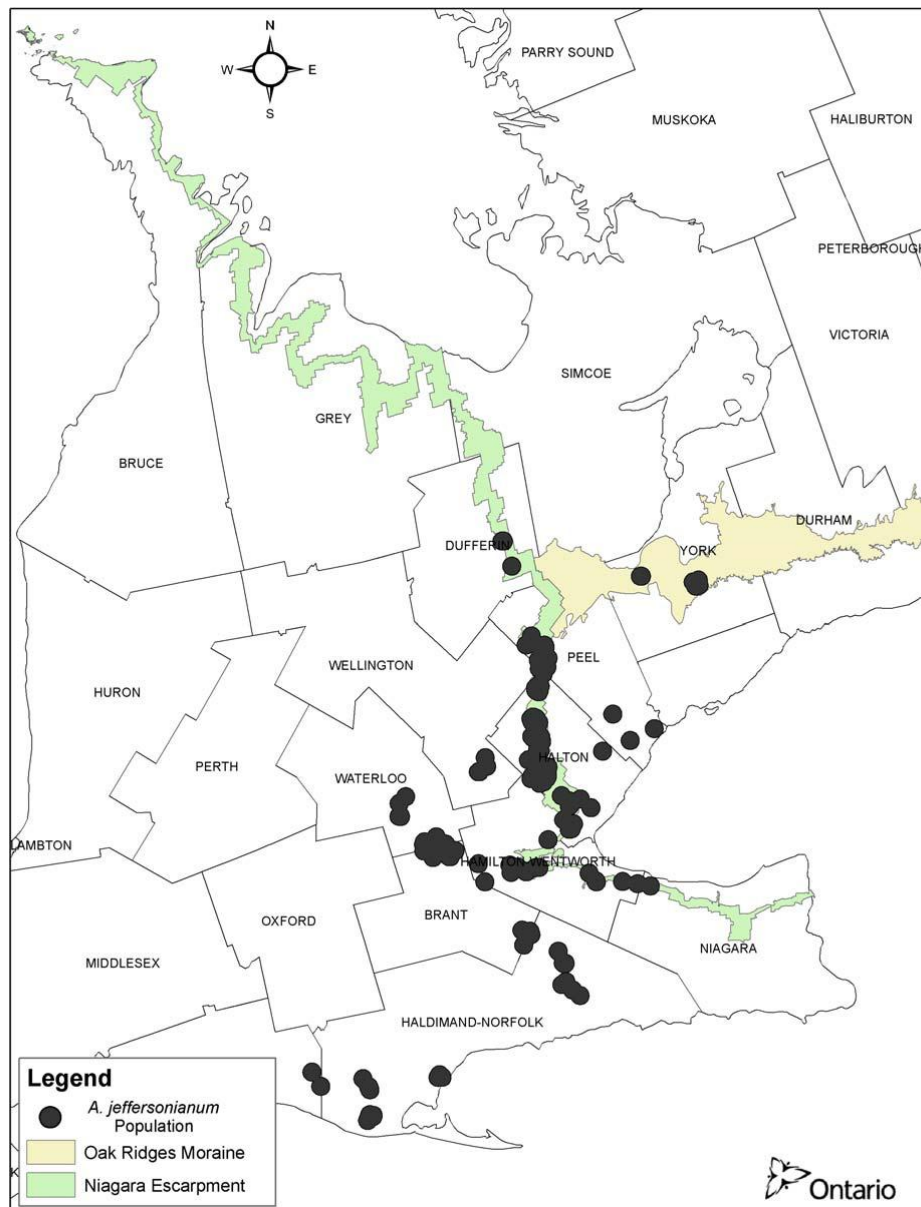 N
W E
S
PARRY SOUND
MUSKOKA
HALIBURTON
PETERBOROUGH
VICTORIA
SIMCOE
GREY
BRUCE
DURHAM
YORK
DUFFERIN
PEEL
WELLINGTON
HURON
HALTON
PERTH
WATERLOO
LAMBTON
HAMILTON-WENTWORTH
BRANT
OXFORD
NIAGARA
MIDDLESEX
HALDIMAND-NORFOLK
Legend
A. jeffersonianum
Population
Oak Ridges Moraine
Niagara Escarpment
K
Ontario